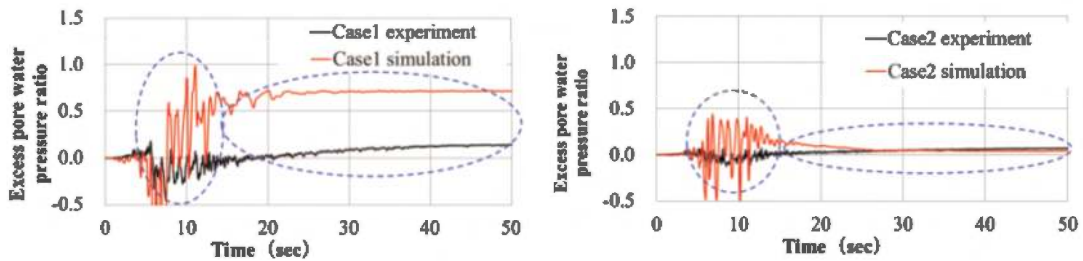 Excess pore water
pressure ratio
1.5
1.0
0.5
0.0
-0.5
Case1 experiment
Case1 simulation
0 10 20 30 40 50
Time (sec)
Excess pore water
pressure ratio
1.5
1.0
0.5
0.0
-0.5
Case2 experiment
Case2 simulation
0 10 20 30 40 50
Time (sec)